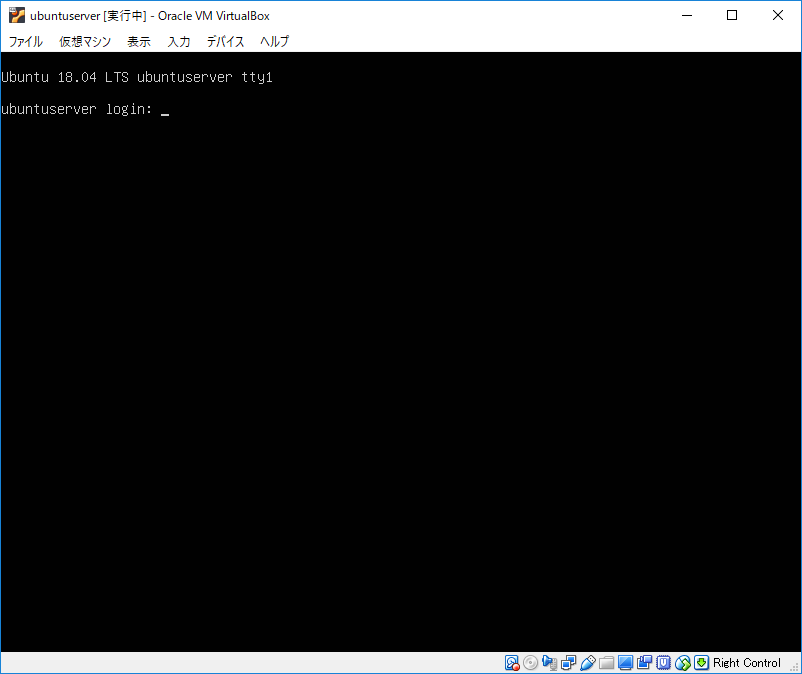 ubuntuserver [実行中] - Oracle VM VirtualBox
ファイル 仮想マシン 表示 入力 デバイス ヘルプ
Ubuntu 18.04 LTS ubuntuserver tty1
ubuntuserver login: _
Right Control